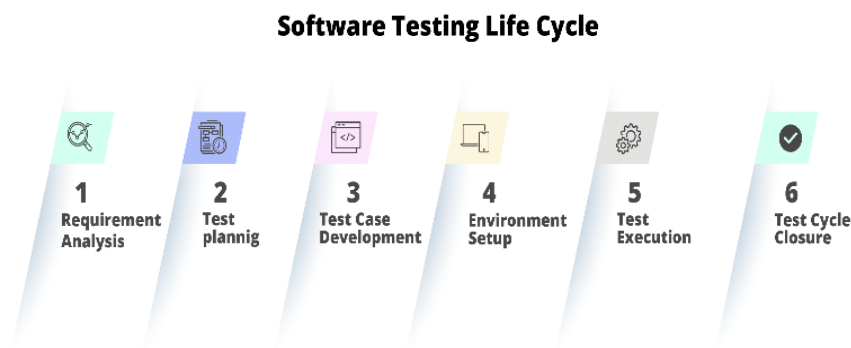 Software Testing Life Cycle
</>
1
Requirement
Analysis
2
Test
plannig
3
Test Case
Development
4
Environment
Setup
5
Test
Execution
6
Test Cycle
Closure